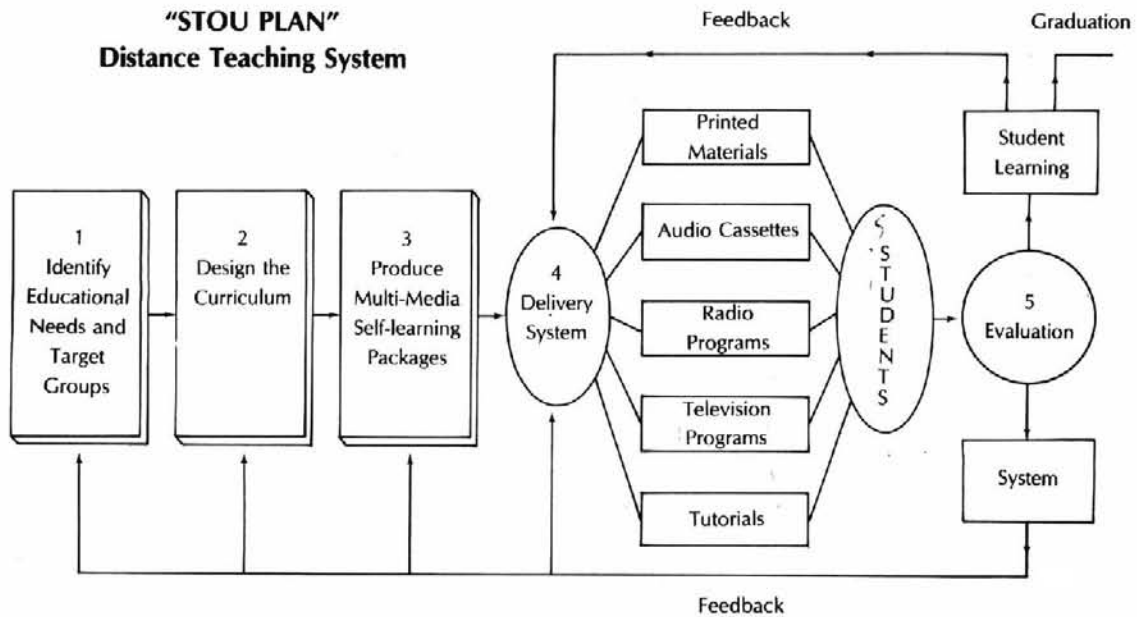 “STOU PLAN”
Distance Teaching System
Feedback
Graduation
1
Identify
Educational
Needs and
Target
Groups
2
Design the
Curriculum
3
Produce
Multi-Media
Self-learning
Packages
4
Delivery
System
Printed
Materials
Audio Cassettes
Radio
Programs
Television
Programs
Tutorials
STUDENTS
5
Evaluation
Student
Learning
System
Feedback